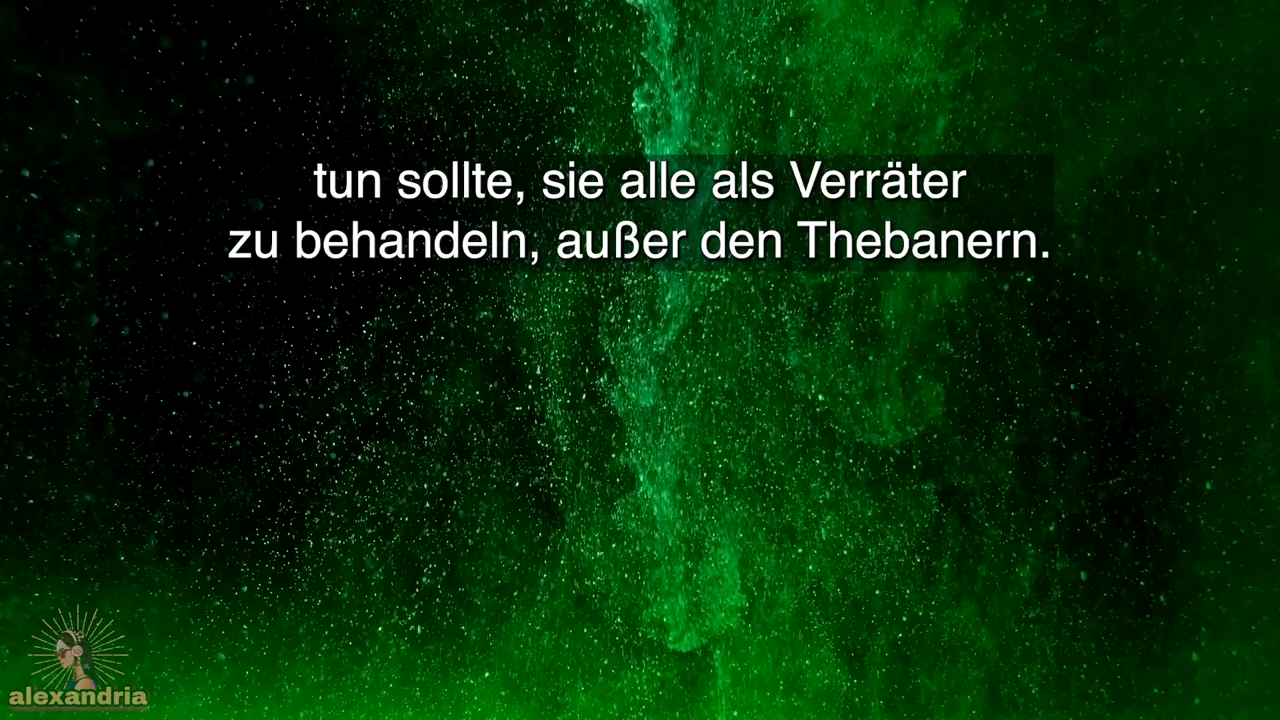 tun sollte, sie alle als Verräter
zu behandeln, außer den Thebanern.
alexandria